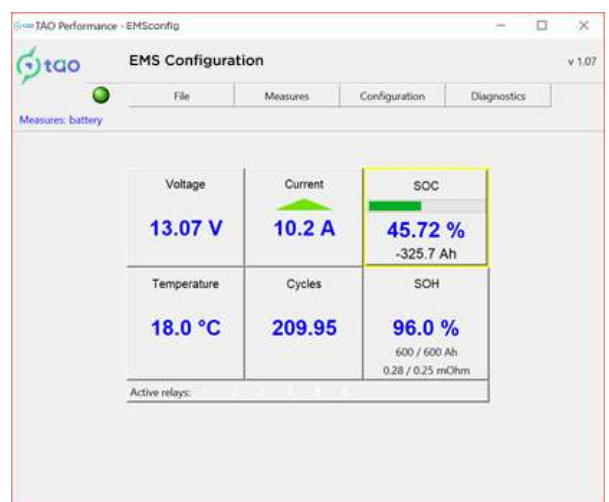 TAO Performance - EMSconfig
tao
EMS Configuration
v 1.07
File Measures Configuration Diagnostics
Measures: battery
Voltage Current SOC
13.07 V 10.2 A 45.72 %
-325.7 Ah
Temperature Cycles SOH
18.0 °C 209.95 96.0 %
600 / 600 Ah
0.28 / 0.25 mOhm
Active relays: